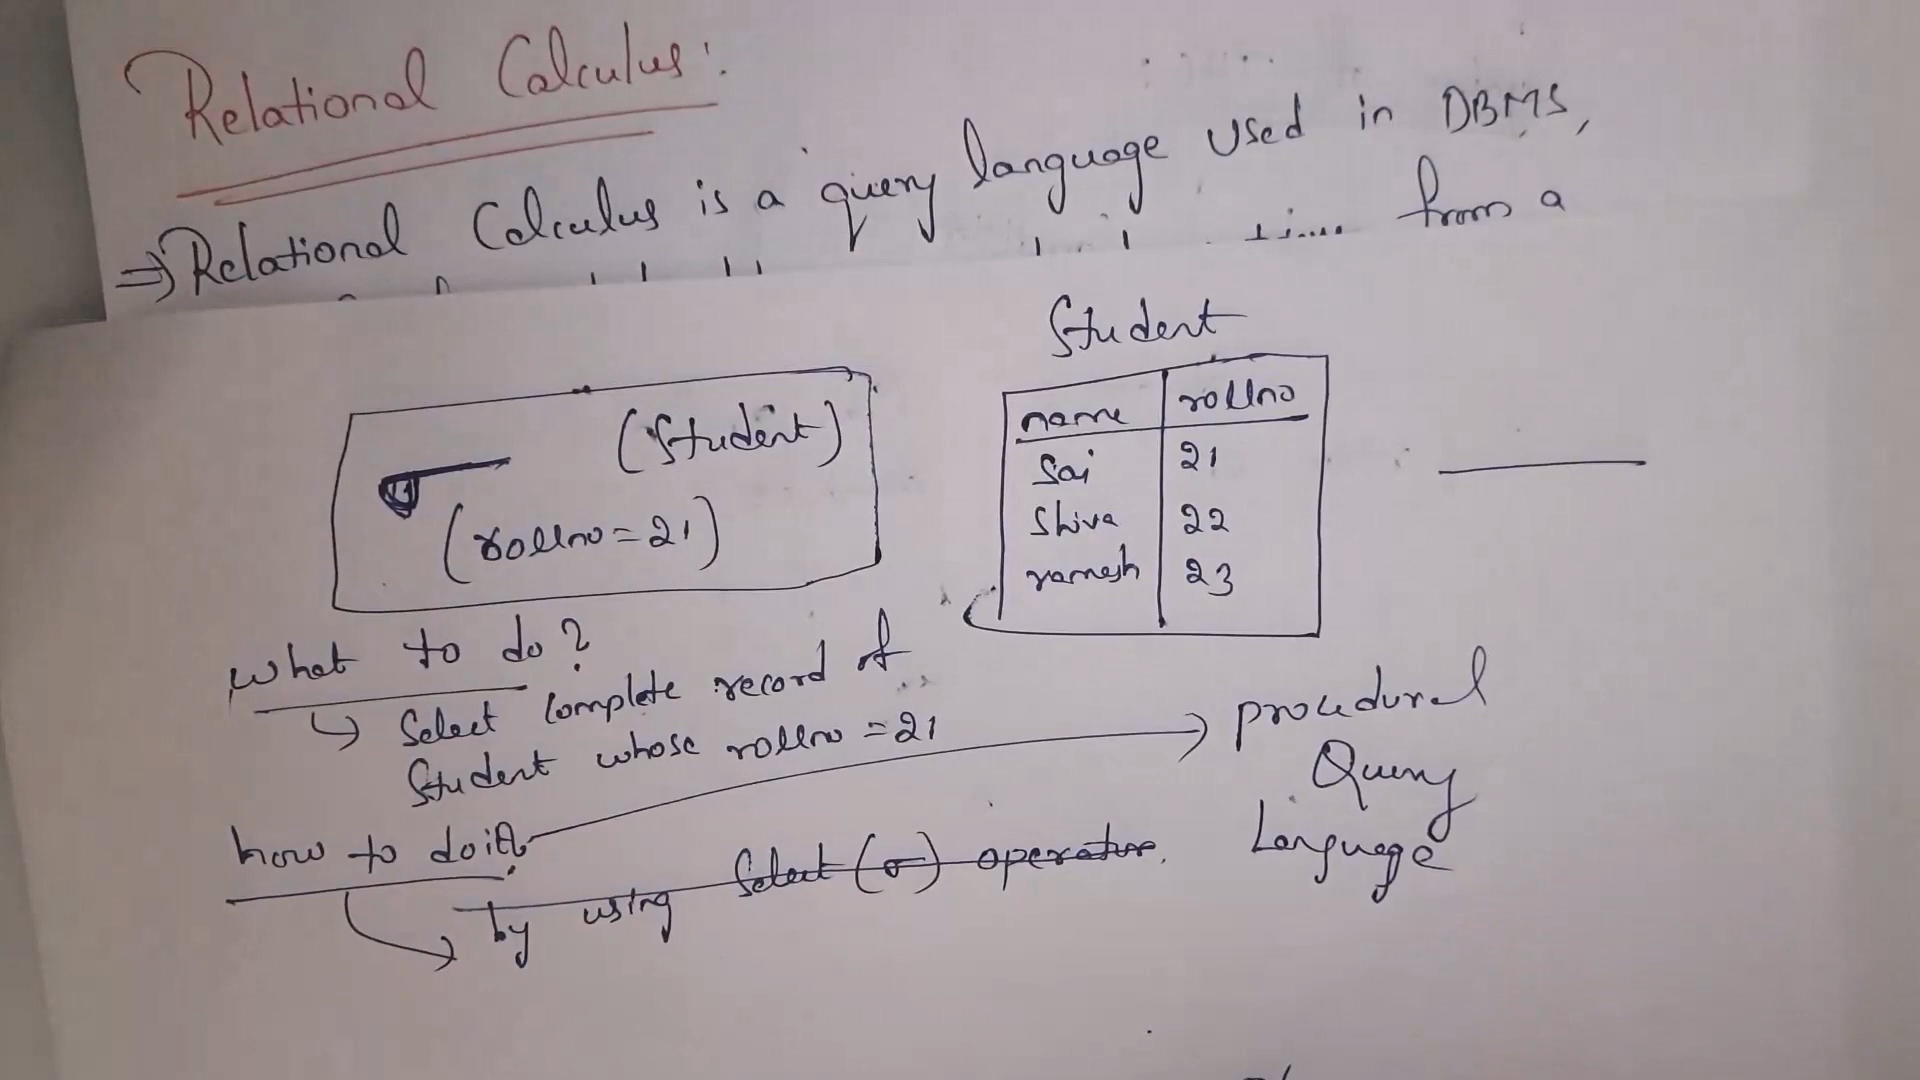 Relational Calculus:
⇒ Relational Calculus is a query language used in DBMS,
from a
Student
name rollno
Sai 21
Shiva 22
ramesh 23
σ (Student)
(rollno = 21)
what to do?
↳ Select complete record of
Student whose rollno = 21
how to do it?
→ by using Select (σ) operator.
→ procedural
Query
Language